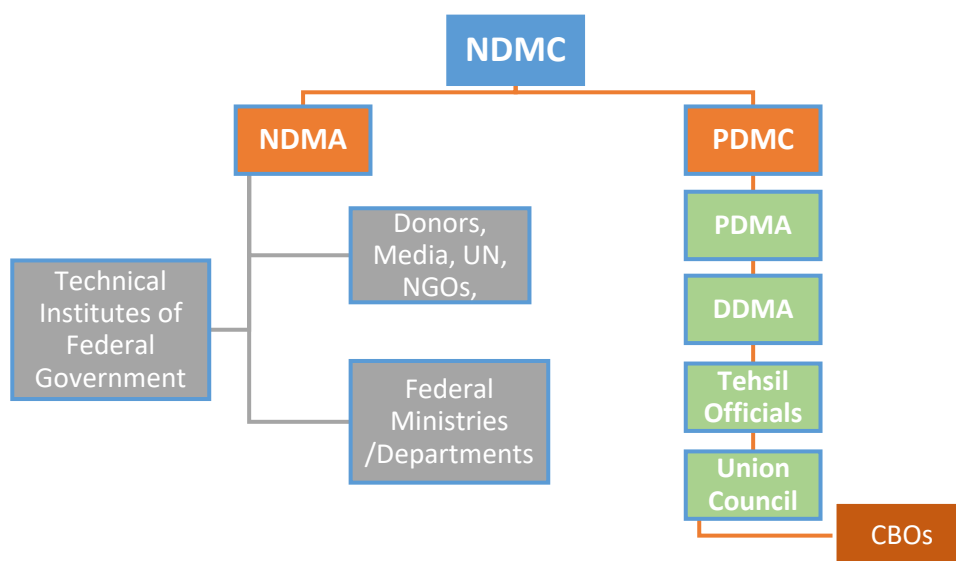 NDMC
NDMA
PDMC
Donors,
Media, UN,
NGOs,
PDMA
Technical
Institutes of
Federal
Government
DDMA
Federal
Ministries
/Departments
Tehsil
Officials
Union
Council
CBOs